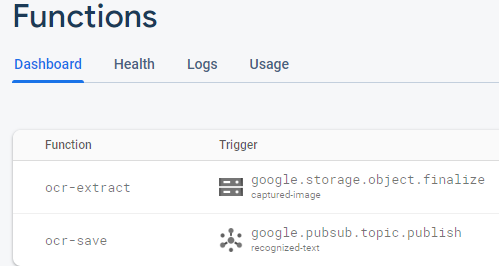 Functions
Dashboard Health Logs Usage
Function Trigger
ocr-extract google.storage.object.finalize
captured-image
ocr-save google.pubsub.topic.publish
recognized-text